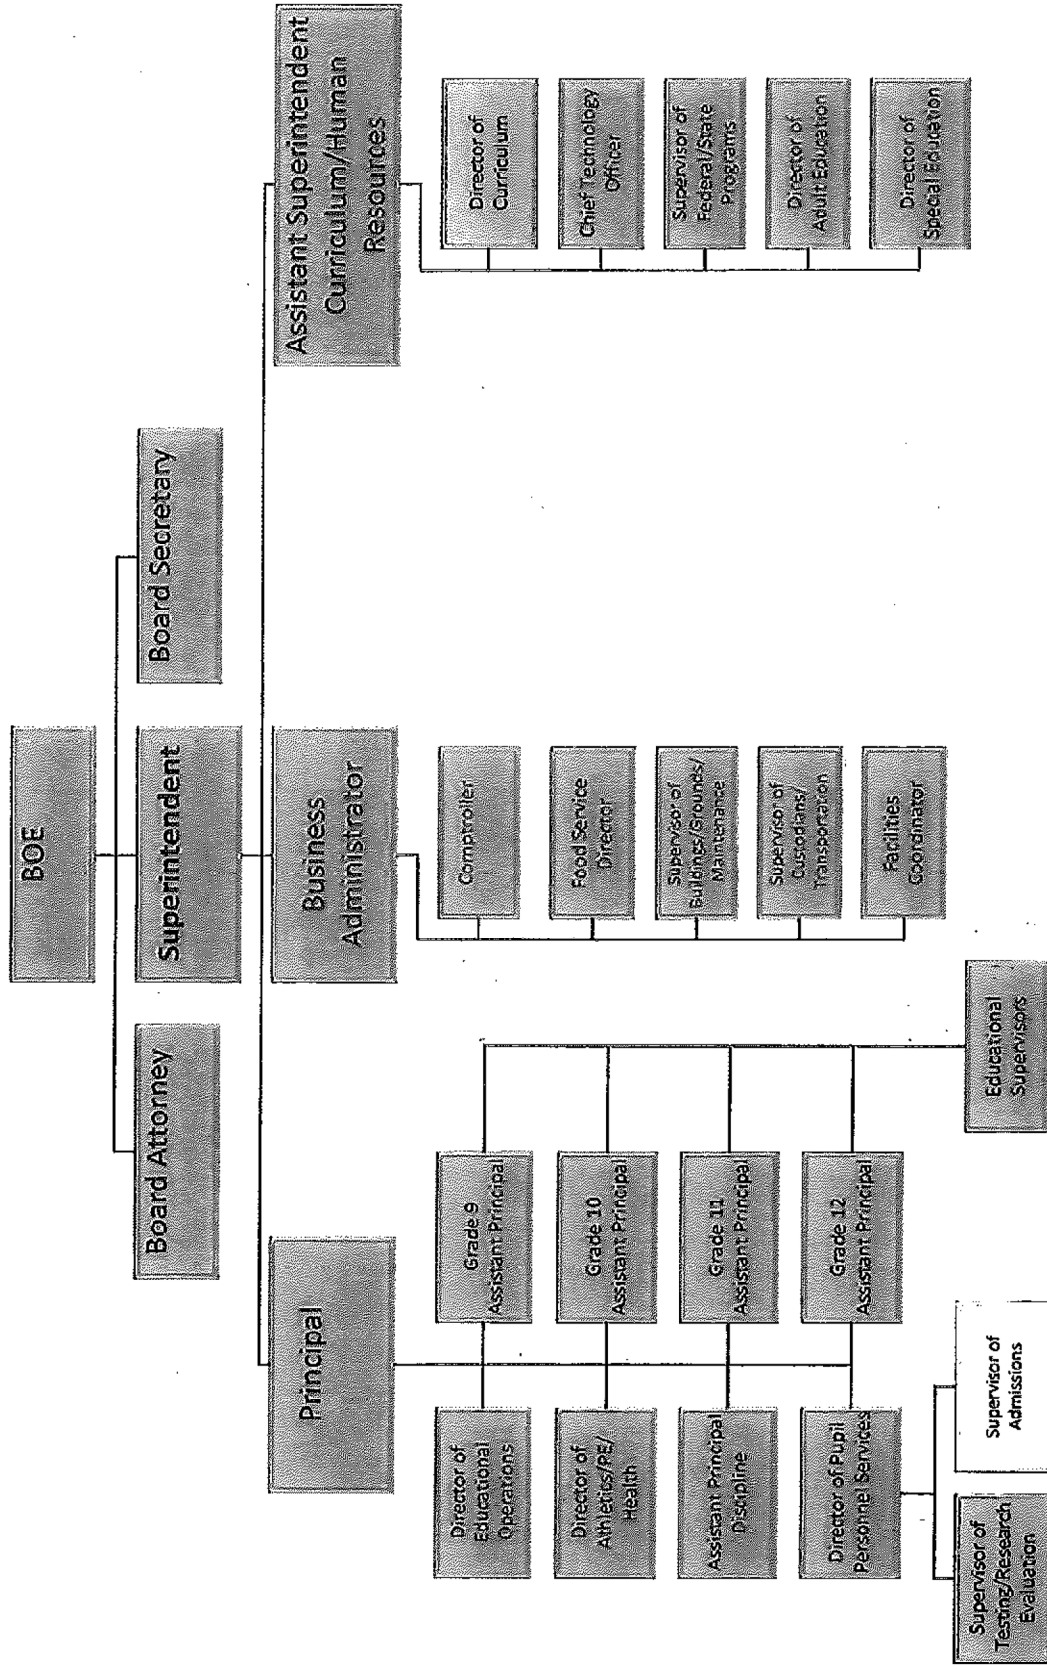 BOE
Board Attorney
Superintendent
Board Secretary
Principal
Business
Administrator
Assistant Superintendent
Curriculum/Human
Resources
Director of
Educational
Operations
Grade 9
Assistant Principal
Director of
Athletics/PE/
Health
Grade 10
Assistant Principal
Assistant Principal
Discipline
Grade 11
Assistant Principal
Director of Pupil
Personnel Services
Grade 12
Assistant Principal
Supervisor of
Testing/Research
Evaluation
Supervisor of
Admissions
Educational
Supervisors
Comptroller
Food Service
Director
Supervisor of
Buildings/Grounds/
Maintenance
Supervisor of
Custodians/
Transportation
Facilities
Coordinator
Director of
Curriculum
Chief Technology
Officer
Supervisor of
Federal/State
Programs
Director of
Adult Education
Director of
Special Education